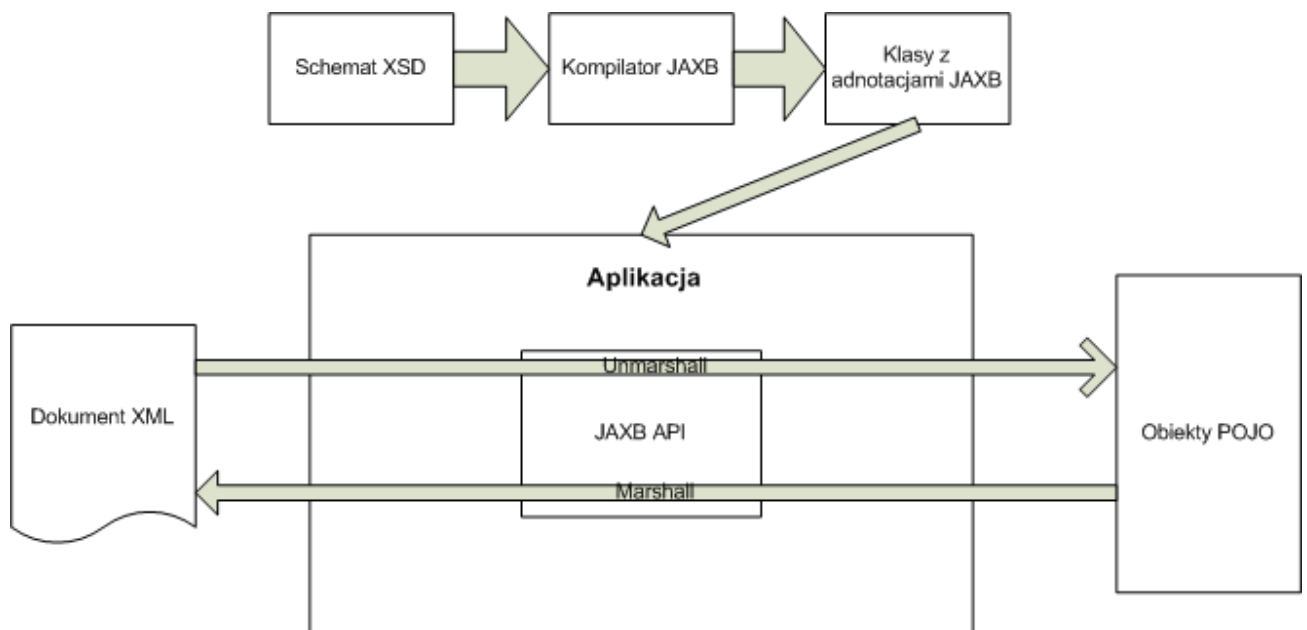 Schemat XSD
Kompilator JAXB
Klasy z
adnotacjami JAXB
Aplikacja
Unmarshall
Dokument XML
JAXB API
Obiekty POJO
Marshall